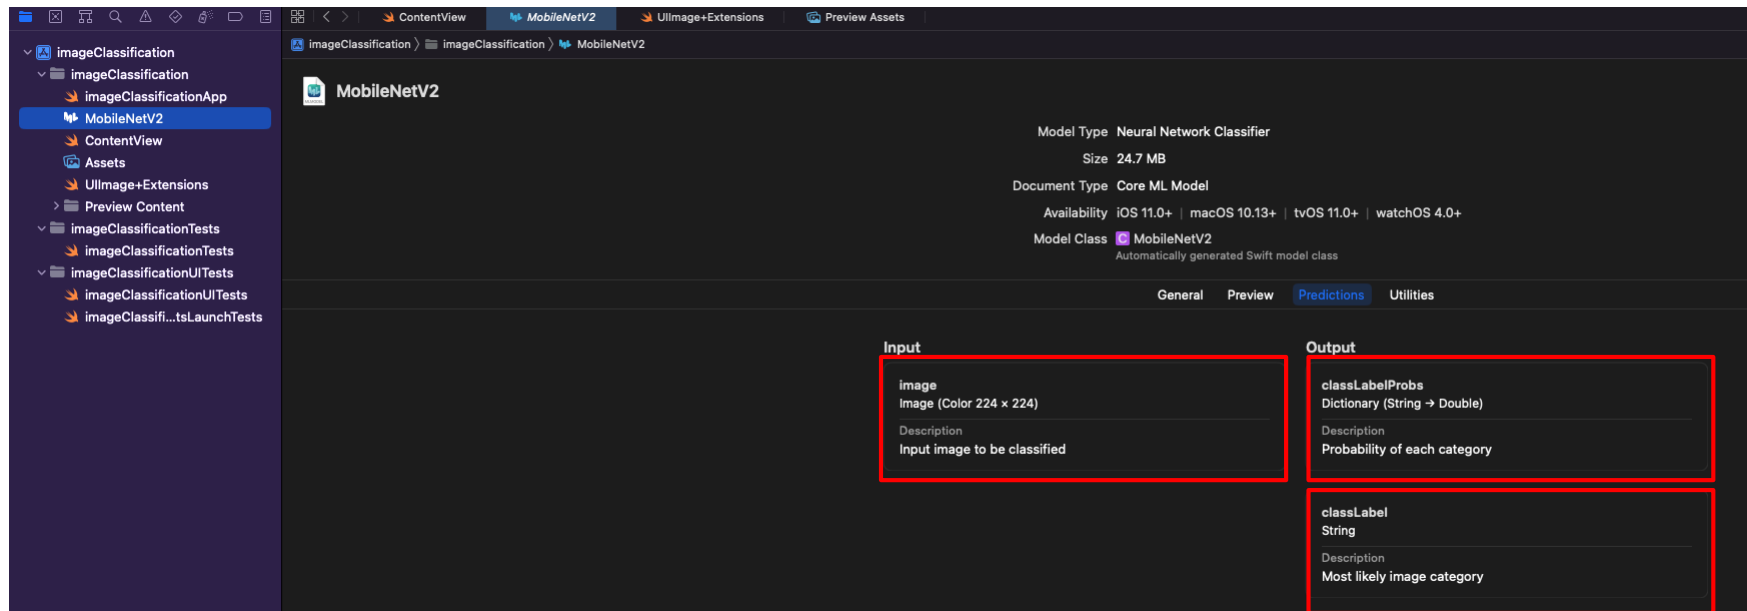 ContentView
MobileNetV2
UIImage+Extensions
Preview Assets
imageClassification
imageClassification
imageClassificationApp
MobileNetV2
ContentView
Assets
UIImage+Extensions
Preview Content
imageClassificationTests
imageClassificationTests
imageClassificationUITests
imageClassificationUITests
imageClassifi...tsLaunchTests
imageClassification 〉 imageClassification 〉 MobileNetV2
MobileNetV2
Model Type Neural Network Classifier
Size 24.7 MB
Document Type Core ML Model
Availability iOS 11.0+ | macOS 10.13+ | tvOS 11.0+ | watchOS 4.0+
Model Class C MobileNetV2
Automatically generated Swift model class
General Preview Predictions Utilities
Input
image
Image (Color 224 × 224)
Description
Input image to be classified
Output
classLabelProbs
Dictionary (String → Double)
Description
Probability of each category
classLabel
String
Description
Most likely image category